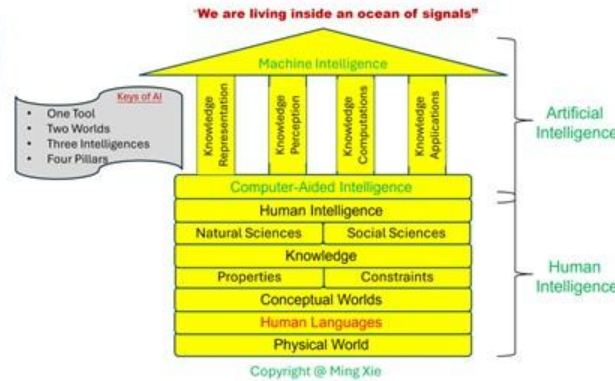 "We are living inside an ocean of signals"
Machine Intelligence
Keys of AI
• One Tool
• Two Worlds
• Three Intelligences
• Four Pillars
Knowledge
Representation
Knowledge
Perception
Knowledge
Computations
Knowledge
Applications
Artificial
Intelligence
Computer-Aided Intelligence
Human Intelligence
Natural Sciences
Social Sciences
Knowledge
Properties
Constraints
Conceptual Worlds
Human Languages
Physical World
Human
Intelligence
Copyright @ Ming Xie